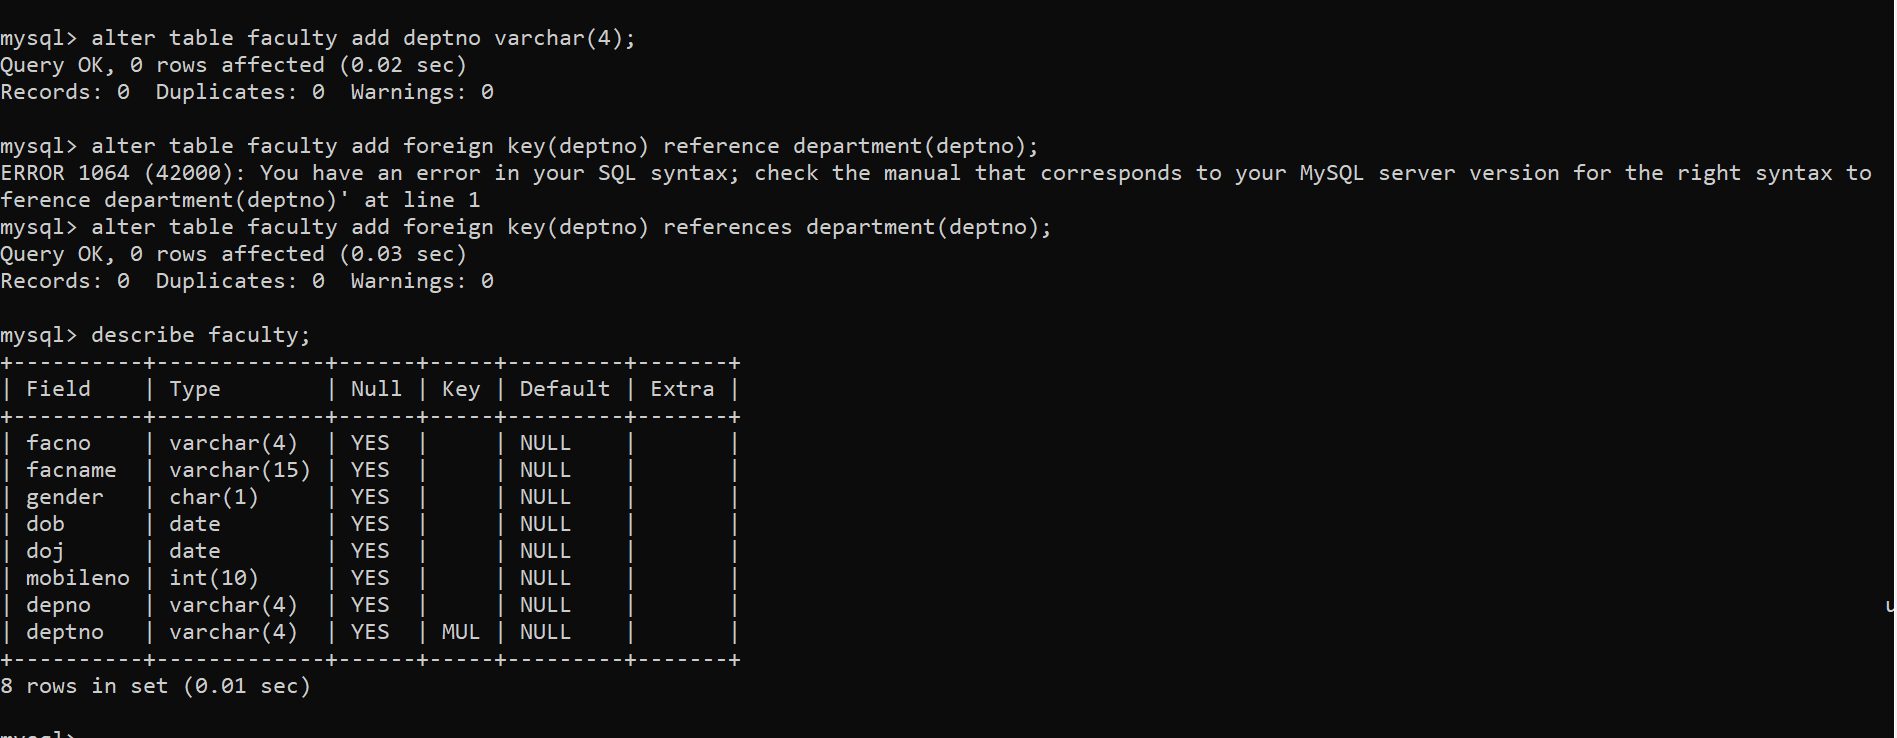 mysql> alter table faculty add deptno varchar(4);
Query OK, 0 rows affected (0.02 sec)
Records: 0  Duplicates: 0  Warnings: 0
mysql> alter table faculty add foreign key(deptno) reference department(deptno);
ERROR 1064 (42000): You have an error in your SQL syntax; check the manual that corresponds to your MySQL server version for the right syntax to
ference department(deptno)' at line 1
mysql> alter table faculty add foreign key(deptno) references department(deptno);
Query OK, 0 rows affected (0.03 sec)
Records: 0  Duplicates: 0  Warnings: 0
mysql> describe faculty;
+----------+-------------+------+-----+---------+-------+
| Field    | Type        | Null | Key | Default | Extra |
+----------+-------------+------+-----+---------+-------+
| facno    | varchar(4)  | YES  |     | NULL    |       |
| facname  | varchar(15) | YES  |     | NULL    |       |
| gender   | char(1)     | YES  |     | NULL    |       |
| dob      | date        | YES  |     | NULL    |       |
| doj      | date        | YES  |     | NULL    |       |
| mobileno | int(10)     | YES  |     | NULL    |       |
| depno    | varchar(4)  | YES  |     | NULL    |       |
| deptno   | varchar(4)  | YES  | MUL | NULL    |       |
+----------+-------------+------+-----+---------+-------+
8 rows in set (0.01 sec)
mysql>